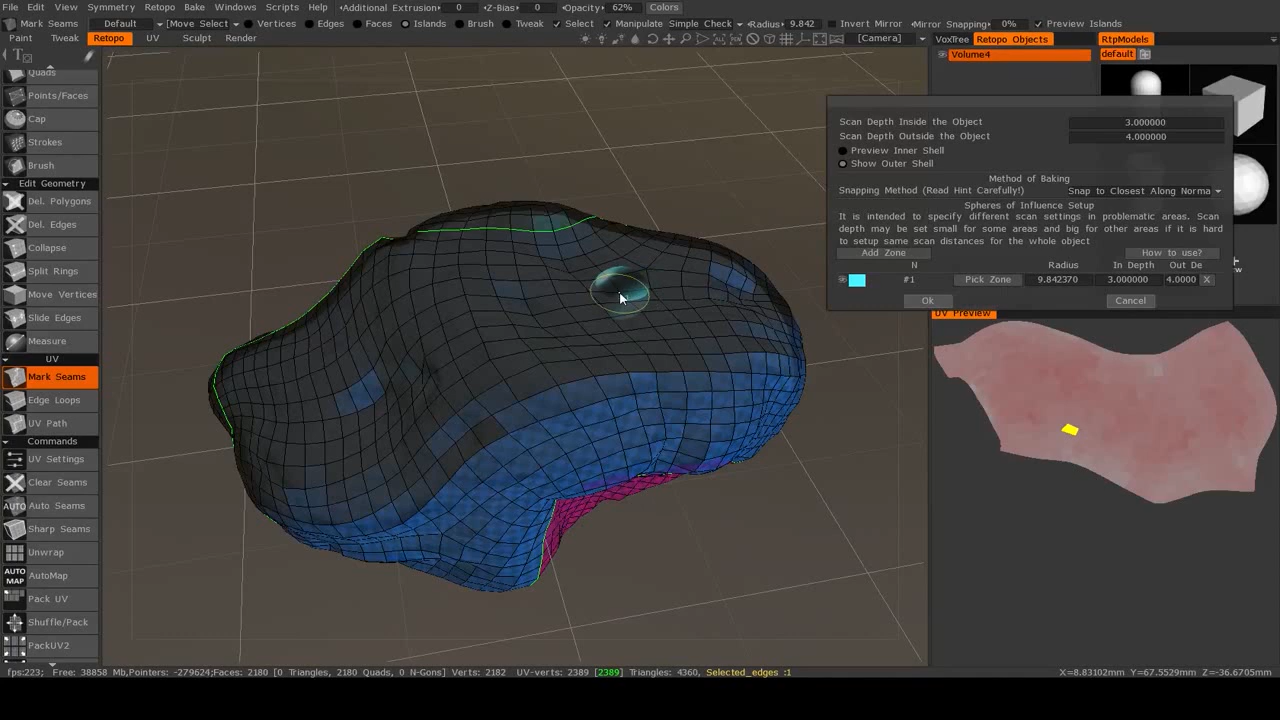 File Edit View Symmetry Retopo Bake Windows Scripts Help Additional Extrusion 0 Z-Bias 0 Opacity 62% Colors
Mark Seams Default [Move Select] Vertices Edges Faces Islands Brush Tweak Select Manipulate Simple Check Radius 9.842 Invert Mirror Mirror Snapping 0% Preview Islands
Paint Tweak Retopo UV Sculpt Render [Camera] VoxTree Retopo Objects RtpModels
Volume4 default
Quads
Points/Faces
Cap
Strokes
Brush
Edit Geometry
Del. Polygons
Del. Edges
Collapse
Split Rings
Move Vertices
Slide Edges
Measure
UV
Mark Seams
Edge Loops
UV Path
Commands
UV Settings
Clear Seams
AUTO Auto Seams
Sharp Seams
Unwrap
AUTO MAP AutoMap
Pack UV
Shuffle/Pack
PackUV2
Scan Depth Inside the Object 3.000000
Scan Depth Outside the Object 4.000000
Preview Inner Shell
Show Outer Shell
Method of Baking
Snapping Method (Read Hint Carefully!) Snap to Closest Along Norma
Spheres of Influence Setup
It is intended to specify different scan settings in problematic areas. Scan
depth may be set small for some areas and big for other areas if it is hard
to setup same scan distances for the whole object
Add Zone How to use?
N Radius In Depth Out De
#1 Pick Zone 9.842370 3.000000 4.0000 X
Ok Cancel
UV Preview
fps:223; Free: 38858 Mb,Pointers: -279624;Faces: 2180 [0 Triangles, 2180 Quads, 0 N-Gons] Verts: 2182 UV-verts: 2389 [2389] Triangles: 4360, Selected_edges :1 X=8.83102mm Y=67.5529mm Z=-36.6705mm